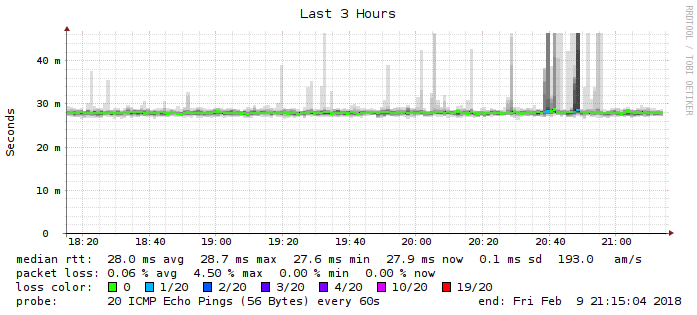 Last 3 Hours
RRDTOOL / TOBI OETIKER
Seconds
40 m
30 m
20 m
10 m
0
18:20 18:40 19:00 19:20 19:40 20:00 20:20 20:40 21:00
median rtt: 28.0 ms avg 28.7 ms max 27.6 ms min 27.9 ms now 0.1 ms sd 193.0 am/s
packet loss: 0.06 % avg 4.50 % max 0.00 % min 0.00 % now
loss color: 0 1/20 2/20 3/20 4/20 10/20 19/20
probe: 20 ICMP Echo Pings (56 Bytes) every 60s end: Fri Feb 9 21:15:04 2018